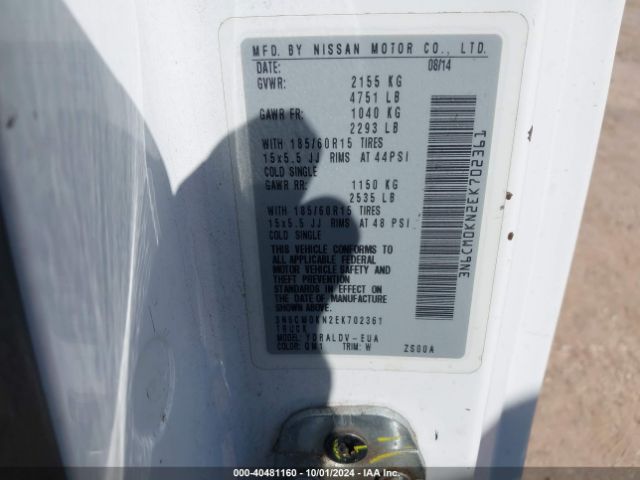 MFD. BY NISSAN MOTOR CO., LTD.
DATE: 08/14
GVWR: 2155 KG
4751 LB
GAWR FR: 1040 KG
2293 LB
WITH 185/60R15 TIRES
15x5.5 JJ RIMS AT 44PSI
COLD SINGLE
GAWR RR: 1150 KG
2535 LB
WITH 185/60R15 TIRES
15x5.5 JJ RIMS AT 48 PSI
COLD SINGLE
THIS VEHICLE CONFORMS TO
ALL APPLICABLE FEDERAL
MOTOR VEHICLE SAFETY AND
THEFT PREVENTION
STANDARDS IN EFFECT ON
THE DATE OF MANUFACTURE
SHOWN ABOVE.
3N6CM0KN2EK702361
TRUCK
MODEL: YDRALDV-EUA
COLOR: QM1 TRIM: W ZS00A
3N6CM0KN2EK702361
000-40481160 • 10/01/2024 • IAA Inc.